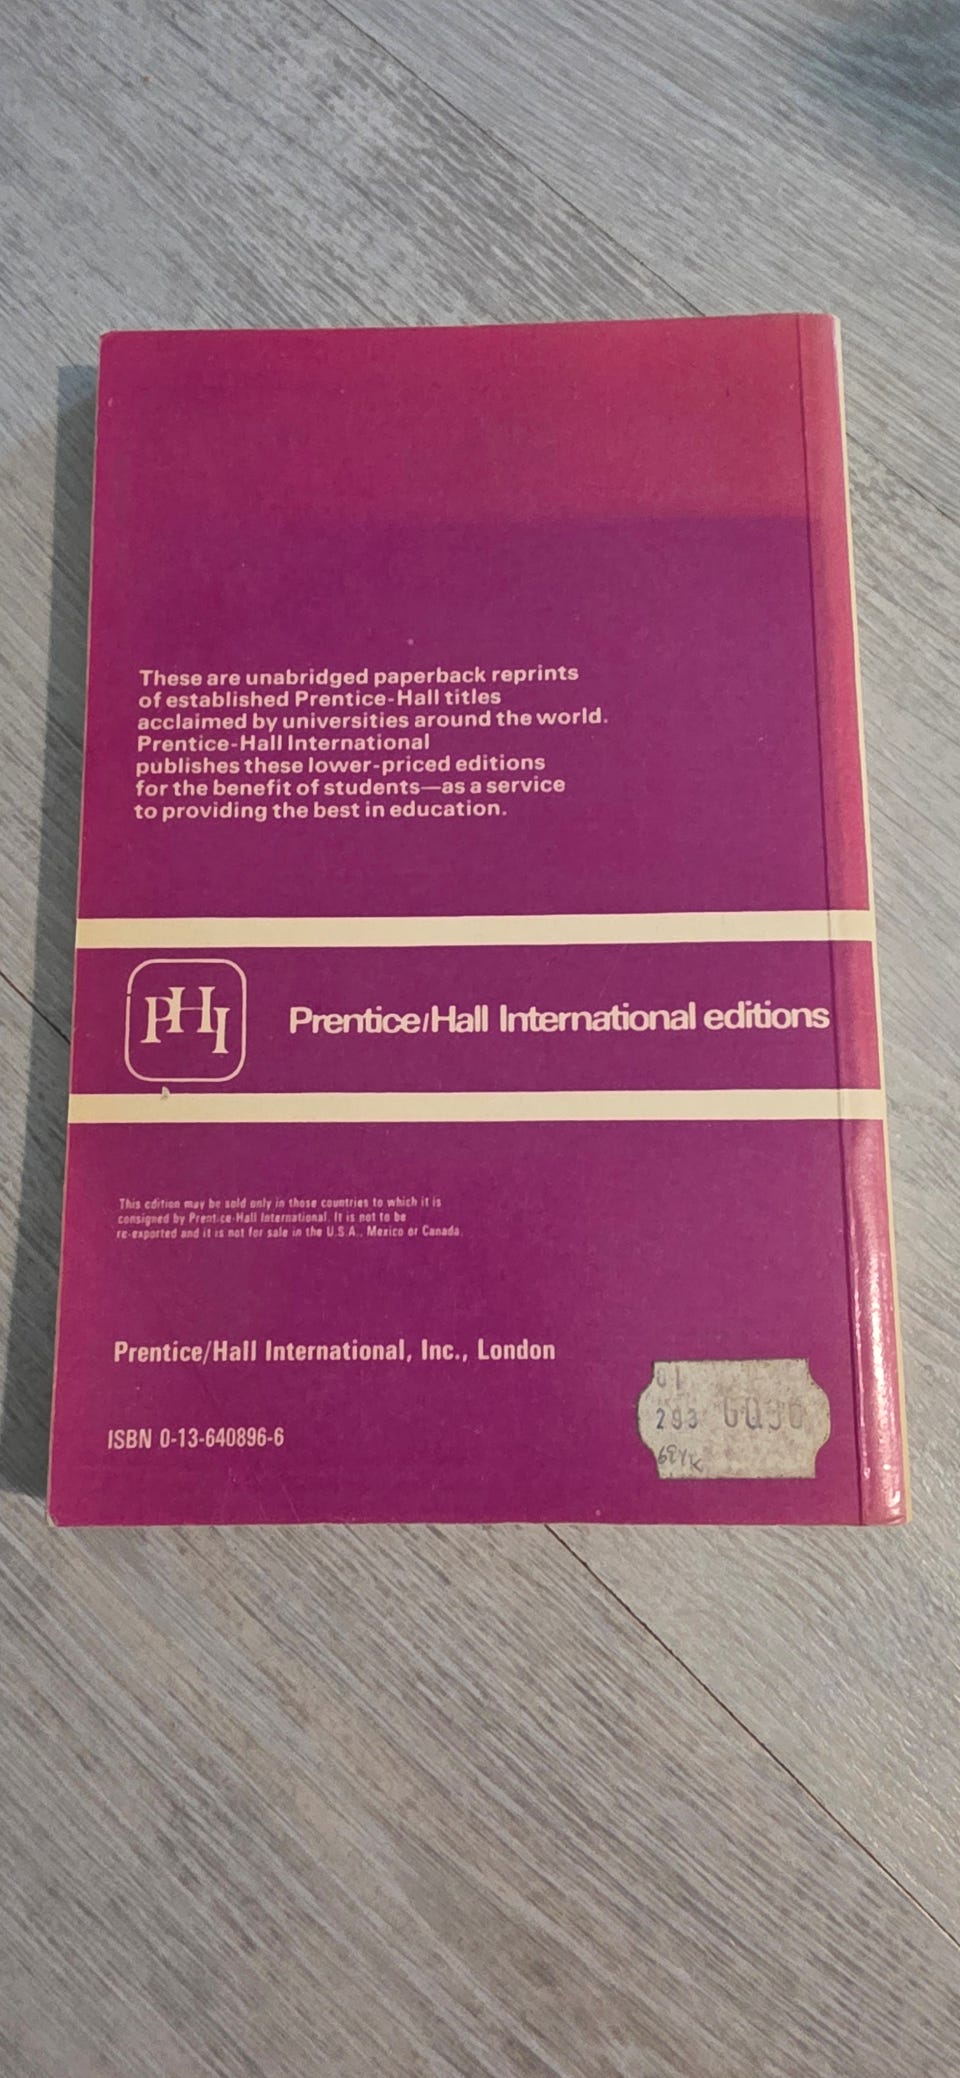 These are unabridged paperback reprints
of established Prentice-Hall titles
acclaimed by universities around the world.
Prentice-Hall International
publishes these lower-priced editions
for the benefit of students—as a service
to providing the best in education.
PHI
Prentice/Hall International editions
This edition may be sold only in those countries to which it is
consigned by Prentice-Hall International. It is not to be
re-exported and it is not for sale in the U.S.A., Mexico or Canada.
Prentice/Hall International, Inc., London
ISBN 0-13-640896-6
01
293